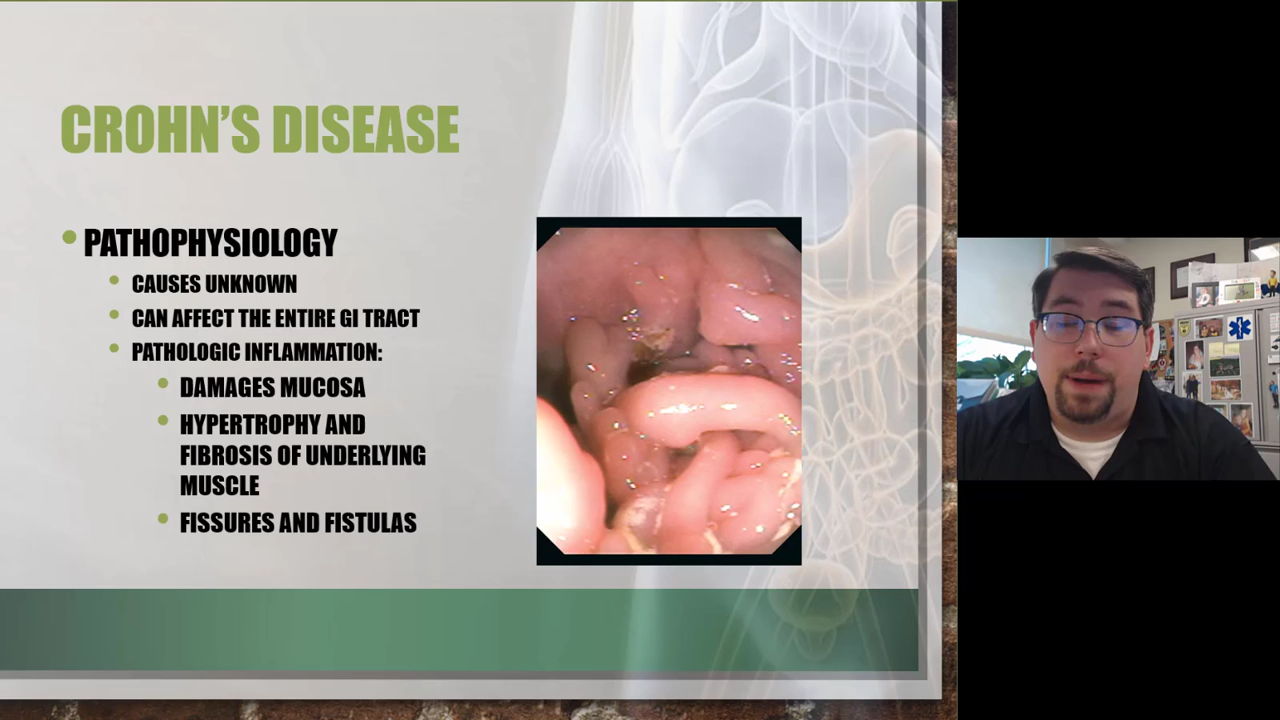 CROHN'S DISEASE
PATHOPHYSIOLOGY
CAUSES UNKNOWN
CAN AFFECT THE ENTIRE GI TRACT
PATHOLOGIC INFLAMMATION:
DAMAGES MUCOSA
HYPERTROPHY AND
FIBROSIS OF UNDERLYING
MUSCLE
FISSURES AND FISTULAS